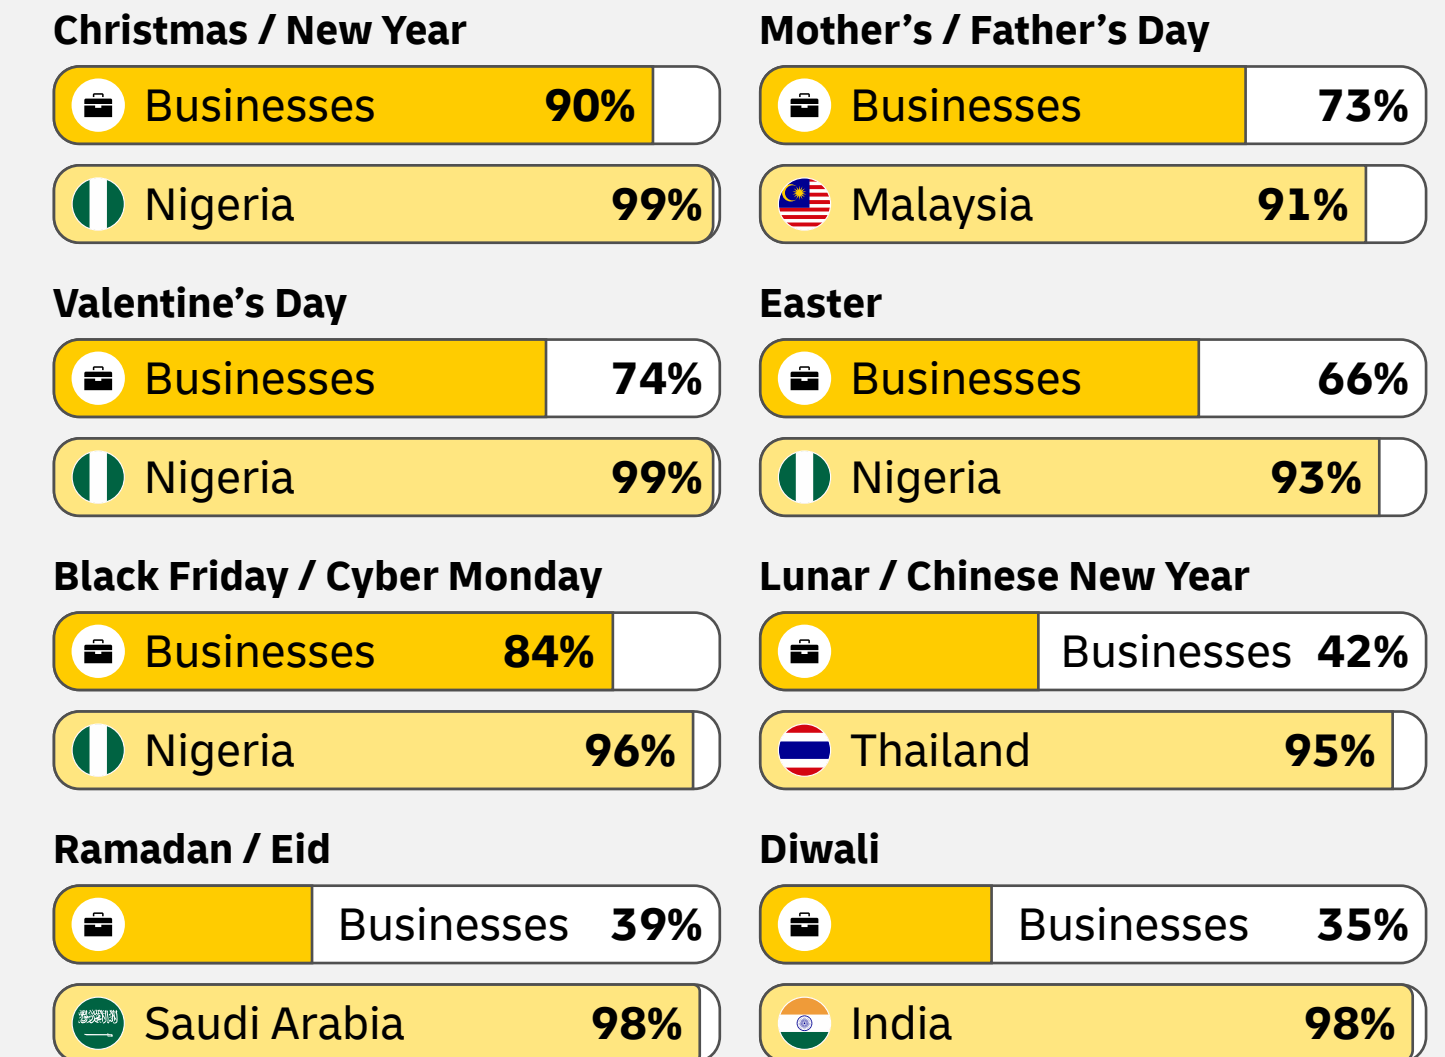 Christmas / New Year
Businesses 90%
Nigeria 99%
Valentine’s Day
Businesses 74%
Nigeria 99%
Black Friday / Cyber Monday
Businesses 84%
Nigeria 96%
Ramadan / Eid
Businesses 39%
Saudi Arabia 98%
Mother’s / Father’s Day
Businesses 73%
Malaysia 91%
Easter
Businesses 66%
Nigeria 93%
Lunar / Chinese New Year
Businesses 42%
Thailand 95%
Diwali
Businesses 35%
India 98%